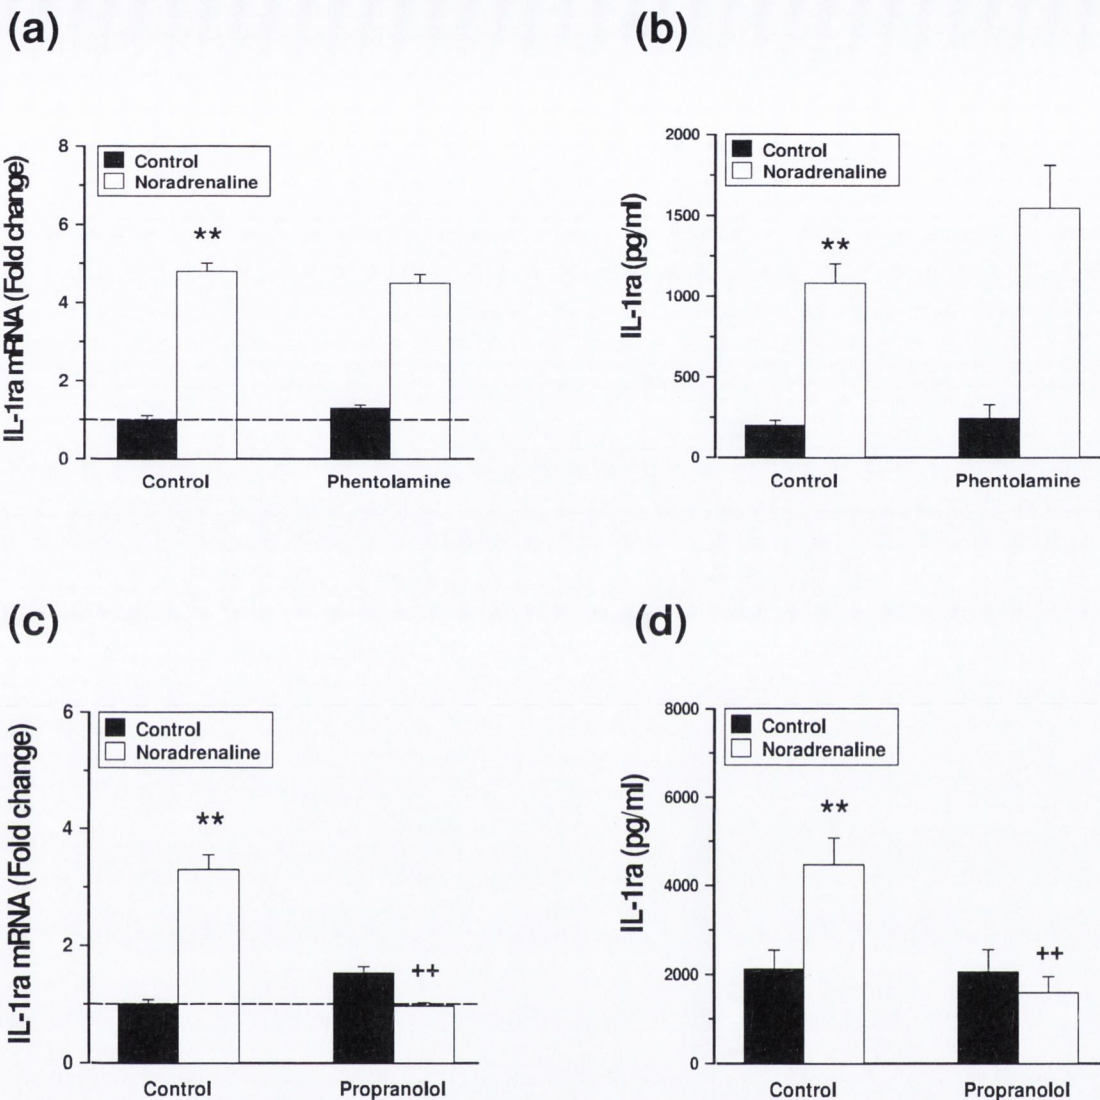 (a)
IL-1ra mRNA (Fold change)
8
6
4
2
0
Control
Noradrenaline
**
Control
Phentolamine
(b)
IL-1ra (pg/ml)
2000
1500
1000
500
0
Control
Noradrenaline
**
Control
Phentolamine
(c)
IL-1ra mRNA (Fold change)
6
4
2
0
Control
Noradrenaline
**
++
Control
Propranolol
(d)
IL-1ra (pg/ml)
8000
6000
4000
2000
0
Control
Noradrenaline
**
++
Control
Propranolol